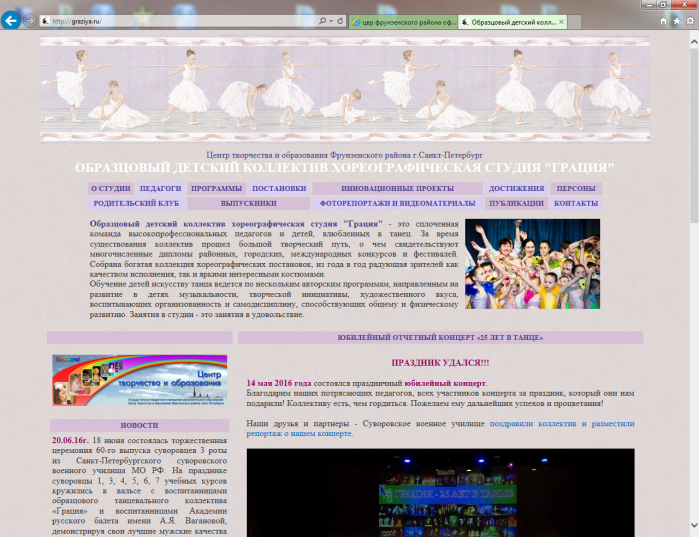 http://graziya.ru/
цвр фрунзенского района оф...
Образцовый детский колл...
Центр творчества и образования Фрунзенского района г.Санкт-Петербург
ОБРАЗЦОВЫЙ ДЕТСКИЙ КОЛЛЕКТИВ ХОРЕОГРАФИЧЕСКАЯ СТУДИЯ "ГРАЦИЯ"
О СТУДИИ ПЕДАГОГИ ПРОГРАММЫ ПОСТАНОВКИ ИННОВАЦИОННЫЕ ПРОЕКТЫ ДОСТИЖЕНИЯ ПЕРСОНЫ
РОДИТЕЛЬСКИЙ КЛУБ ВЫПУСКНИКИ ФОТОРЕПОРТАЖИ И ВИДЕОМАТЕРИАЛЫ ПУБЛИКАЦИИ КОНТАКТЫ
Образцовый детский коллектив хореографическая студия "Грация" - это сплоченная
команда высокопрофессиональных педагогов и детей, влюбленных в танец. За время
существования коллектив прошел большой творческий путь, о чем свидетельствуют
многочисленные дипломы районных, городских, международных конкурсов и фестивалей.
Собрана богатая коллекция хореографических постановок, из года в год радующая зрителей как
качеством исполнения, так и яркими интересными костюмами.
Обучение детей искусству танца ведется по нескольким авторским программам, направленным на
развитие в детях музыкальности, творческой инициативы, художественного вкуса,
воспитывающих организованность и самодисциплину, способствующих общему и физическому
развитию. Занятия в студии - это занятия в удовольствие.
ЮБИЛЕЙНЫЙ ОТЧЕТНЫЙ КОНЦЕРТ «25 ЛЕТ В ТАНЦЕ»
Центр
творчества и образования
НОВОСТИ
20.06.16г. 18 июня состоялась торжественная
церемония 60-го выпуска суворовцев 3 роты
из Санкт-Петербургского суворовского
военного училища МО РФ. На празднике
суворовцы 1, 3, 4, 5, 6, 7 учебных курсов
кружились в вальсе с воспитанницами
образцового танцевального коллектива
«Грация» и воспитанницами Академии
русского балета имени А.Я. Вагановой,
демонстрируя свои лучшие мужские качества
ПРАЗДНИК УДАЛСЯ!!!
14 мая 2016 года состоялся праздничный юбилейный концерт.
Благодарим наших потрясающих педагогов, всех участников концерта за праздник, который они нам
подарили! Коллективу есть, чем гордиться. Пожелаем ему дальнейших успехов и процветания!
Наши друзья и партнеры - Суворовское военное училище поздравили коллектив и разместили
репортаж о нашем концерте.
ГРАЦИЯ - 25 ЛЕТ В ТАНЦЕ